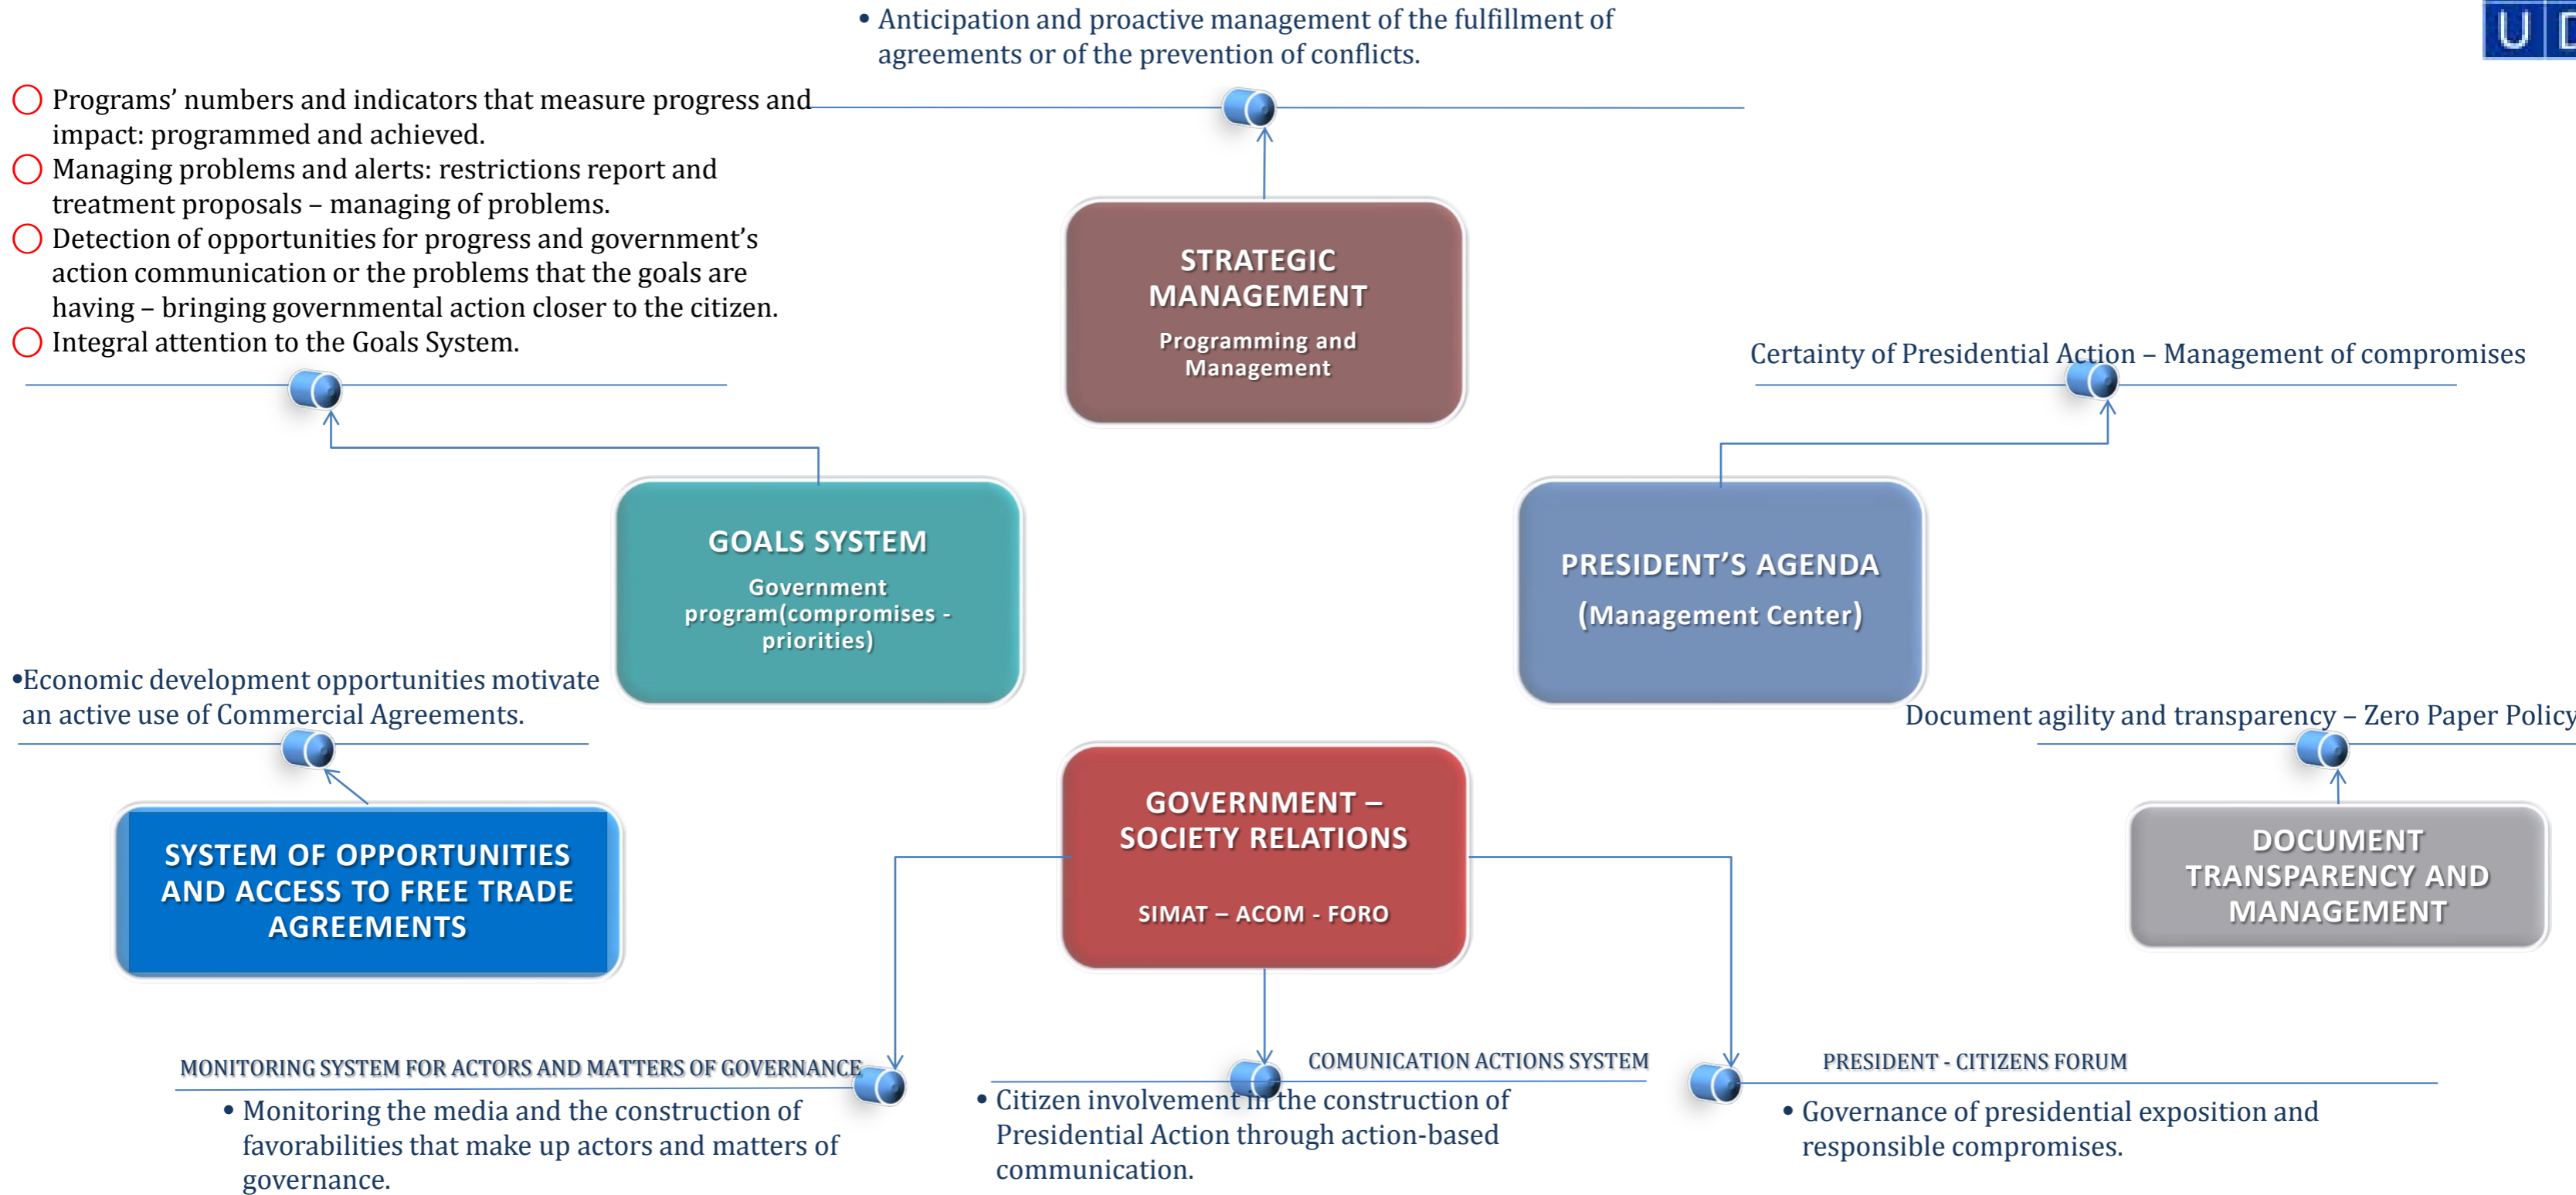 • Anticipation and proactive management of the fulfillment of
agreements or of the prevention of conflicts.
U D
Programs’ numbers and indicators that measure progress and
impact: programmed and achieved.
Managing problems and alerts: restrictions report and
treatment proposals – managing of problems.
Detection of opportunities for progress and government’s
action communication or the problems that the goals are
having – bringing governmental action closer to the citizen.
Integral attention to the Goals System.
STRATEGIC
MANAGEMENT
Programming and
Management
Certainty of Presidential Action – Management of compromises
GOALS SYSTEM
Government
program(compromises -
priorities)
PRESIDENT’S AGENDA
(Management Center)
•Economic development opportunities motivate
an active use of Commercial Agreements.
Document agility and transparency – Zero Paper Policy
SYSTEM OF OPPORTUNITIES
AND ACCESS TO FREE TRADE
AGREEMENTS
GOVERNMENT –
SOCIETY RELATIONS
SIMAT – ACOM - FORO
DOCUMENT
TRANSPARENCY AND
MANAGEMENT
MONITORING SYSTEM FOR ACTORS AND MATTERS OF GOVERNANCE
• Monitoring the media and the construction of
favorabilities that make up actors and matters of
governance.
COMUNICATION ACTIONS SYSTEM
• Citizen involvement in the construction of
Presidential Action through action-based
communication.
PRESIDENT - CITIZENS FORUM
• Governance of presidential exposition and
responsible compromises.